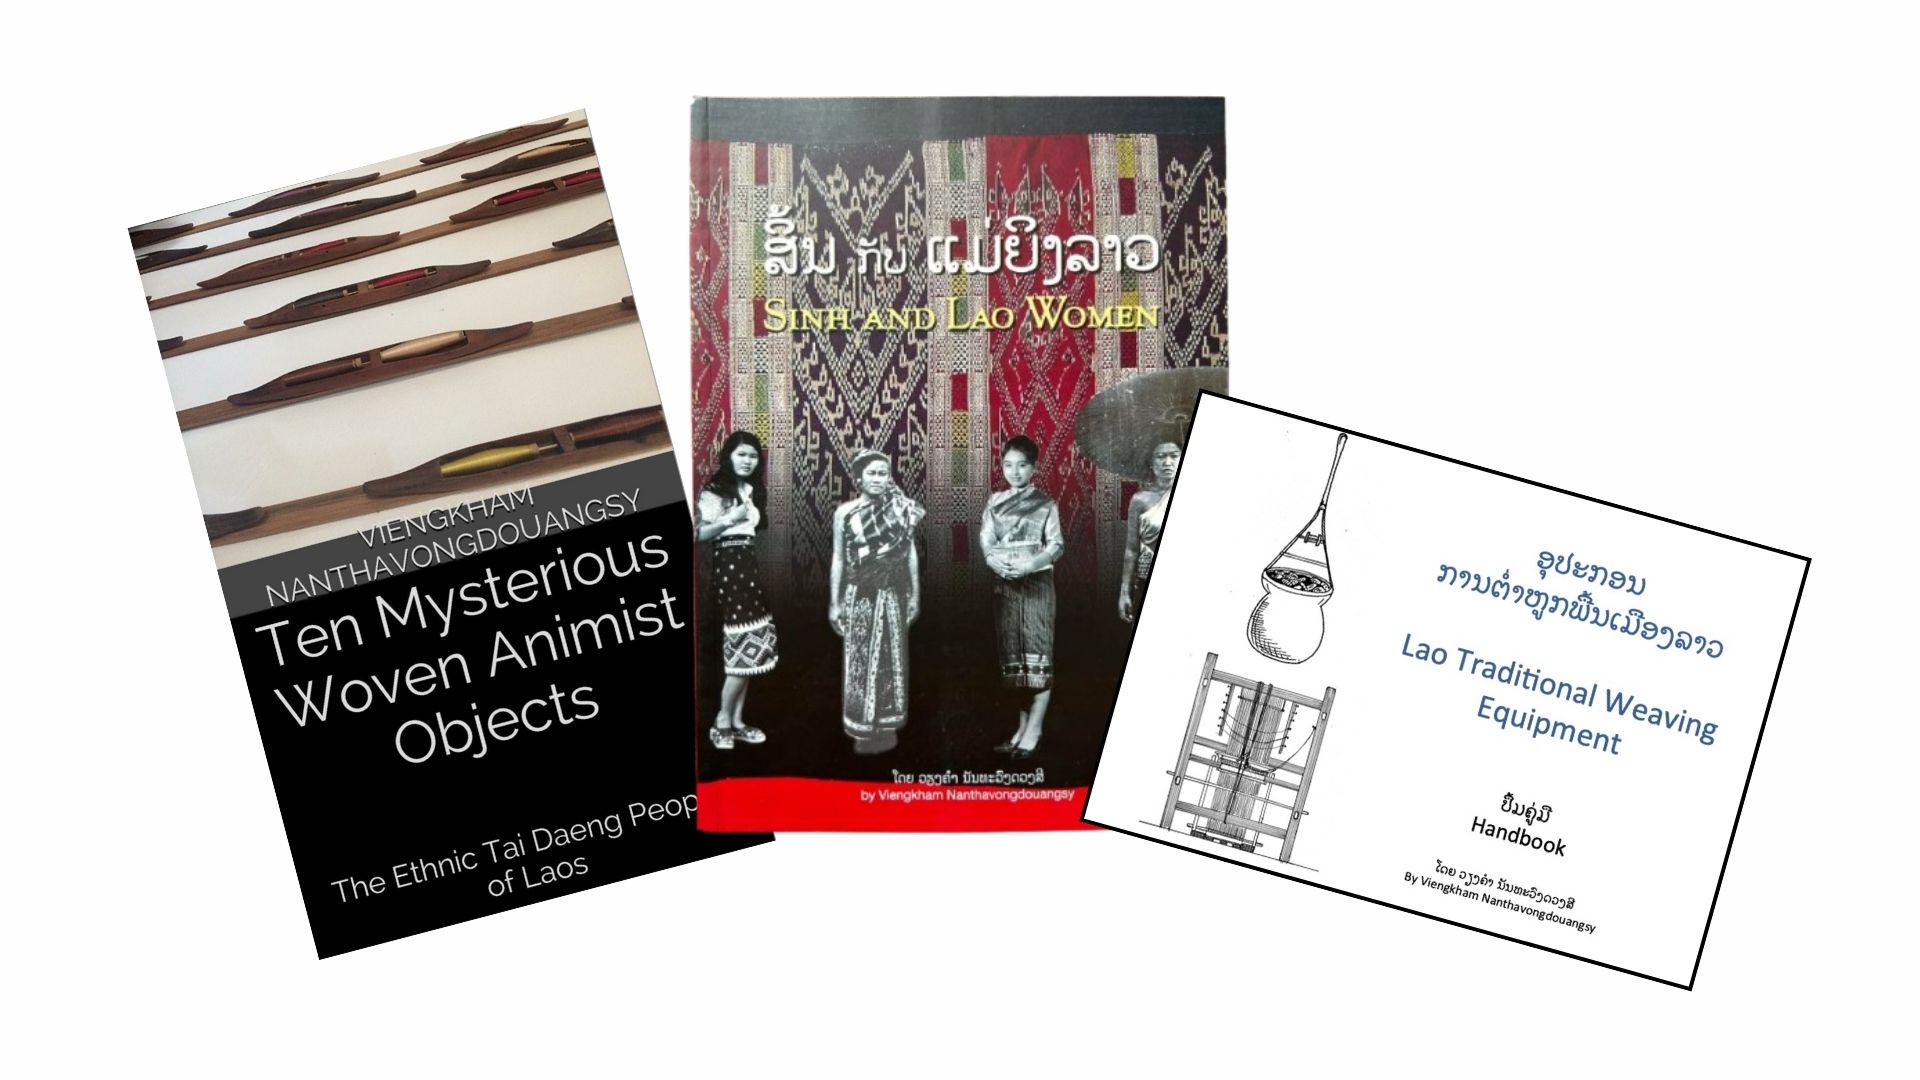 VIENGKHAM
NANTHAVONGDOUANGSY
Ten Mysterious
Woven Animist
Objects
The Ethnic Tai Daeng Peop
of Laos
ສິ້ນ ກັບ ແມ່ຍິງລາວ
SINH AND LAO WOMEN
ໂດຍ ວຽງຄຳ ນັນທະວົງດວງສີ
by Viengkham Nanthavongdouangsy
ອຸປະກອນ
ການຕໍ່າຫູກພື້ນເມືອງລາວ
Lao Traditional Weaving
Equipment
ປຶ້ມຄູ່ມື
Handbook
ໂດຍ ວຽງຄຳ ນັນທະວົງດວງສີ
By Viengkham Nanthavongdouangsy